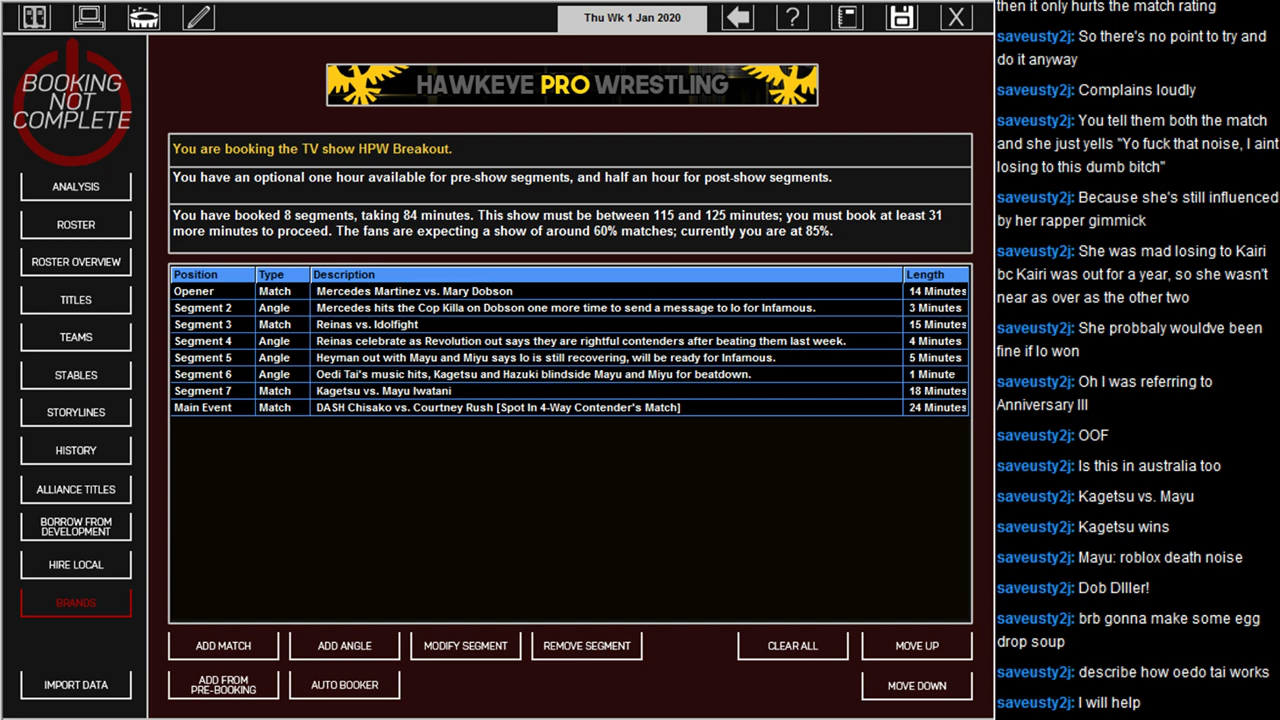 Thu Wk 1 Jan 2020
?
X
BOOKING
NOT
COMPLETE
HAWKEYE PRO WRESTLING
ANALYSIS
ROSTER
ROSTER OVERVIEW
TITLES
TEAMS
STABLES
STORYLINES
HISTORY
ALLIANCE TITLES
BORROW FROM
DEVELOPMENT
HIRE LOCAL
BRANDS
IMPORT DATA
You are booking the TV show HPW Breakout.
You have an optional one hour available for pre-show segments, and half an hour for post-show segments.
You have booked 8 segments, taking 84 minutes. This show must be between 115 and 125 minutes; you must book at least 31
more minutes to proceed. The fans are expecting a show of around 60% matches; currently you are at 85%.
Position Type Description Length
Opener Match Mercedes Martinez vs. Mary Dobson 14 Minutes
Segment 2 Angle Mercedes hits the Cop Killa on Dobson one more time to send a message to Io for Infamous. 3 Minutes
Segment 3 Match Reinas vs. Idolfight 15 Minutes
Segment 4 Angle Reinas celebrate as Revolution out says they are rightful contenders after beating them last week. 4 Minutes
Segment 5 Angle Heyman out with Mayu and Miyu says Io is still recovering, will be ready for Infamous. 5 Minutes
Segment 6 Angle Oedi Tai's music hits, Kagetsu and Hazuki blindside Mayu and Miyu for beatdown. 1 Minute
Segment 7 Match Kagetsu vs. Mayu Iwatani 18 Minutes
Main Event Match DASH Chisako vs. Courtney Rush [Spot In 4-Way Contender's Match] 24 Minutes
ADD MATCH
ADD ANGLE
MODIFY SEGMENT
REMOVE SEGMENT
CLEAR ALL
MOVE UP
ADD FROM
PRE-BOOKING
AUTO BOOKER
MOVE DOWN
then it only hurts the match rating
saveusty2j: So there's no point to try and
do it anyway
saveusty2j: Complains loudly
saveusty2j: You tell them both the match
and she just yells "Yo fuck that noise, I aint
losing to this dumb bitch"
saveusty2j: Because she's still influenced
by her rapper gimmick
saveusty2j: She was mad losing to Kairi
bc Kairi was out for a year, so she wasn't
near as over as the other two
saveusty2j: She probbaly wouldve been
fine if Io won
saveusty2j: Oh I was referring to
Anniversary III
saveusty2j: OOF
saveusty2j: Is this in australia too
saveusty2j: Kagetsu vs. Mayu
saveusty2j: Kagetsu wins
saveusty2j: Mayu: roblox death noise
saveusty2j: Dob DIller!
saveusty2j: brb gonna make some egg
drop soup
saveusty2j: describe how oedo tai works
saveusty2j: I will help